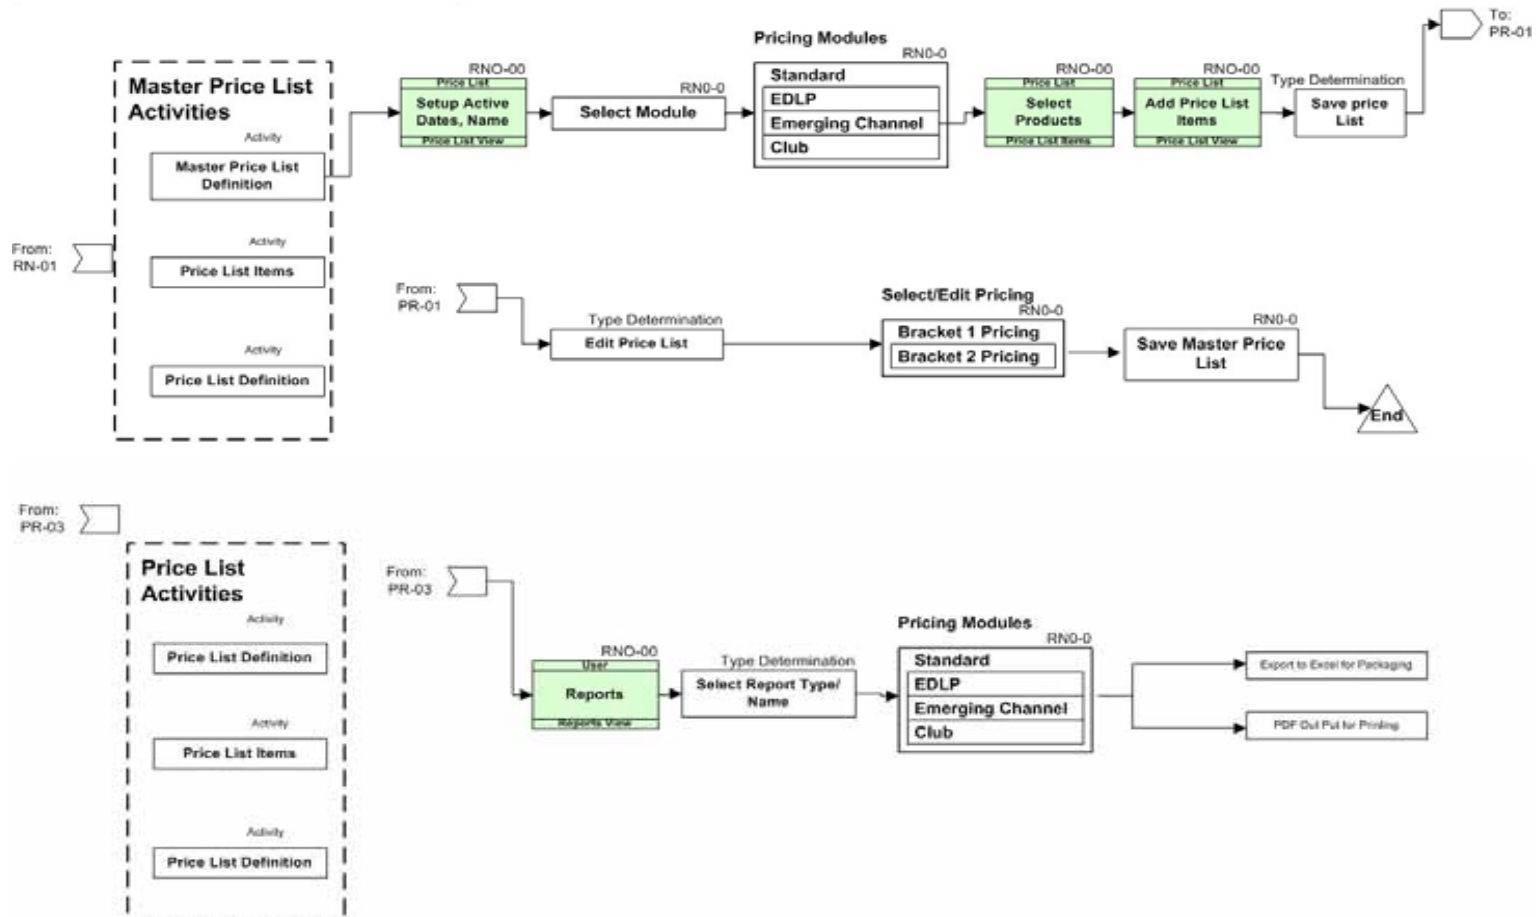 To:
PR-01
Pricing Modules
RN0-0
Master Price List
Activities
RNO-00
Price List
Setup Active
Dates, Name
Price List View
RN0-0
Select Module
Standard
EDLP
Emerging Channel
Club
RNO-00
Price List
Select
Products
Price List Items
RNO-00
Price List
Add Price List
Items
Price List View
Type Determination
Save price
List
Activity
Master Price List
Definition
From:
RN-01
Activity
Price List Items
Activity
Price List Definition
From:
PR-01
Type Determination
Edit Price List
Select/Edit Pricing
RN0-0
Bracket 1 Pricing
Bracket 2 Pricing
RN0-0
Save Master Price
List
End
From:
PR-03
Price List
Activities
Activity
Price List Definition
Activity
Price List Items
Activity
Price List Definition
From:
PR-03
RNO-00
User
Reports
Reports View
Type Determination
Select Report Type/
Name
Pricing Modules
RN0-0
Standard
EDLP
Emerging Channel
Club
Export to Excel for Packaging
PDF Out Put for Printing